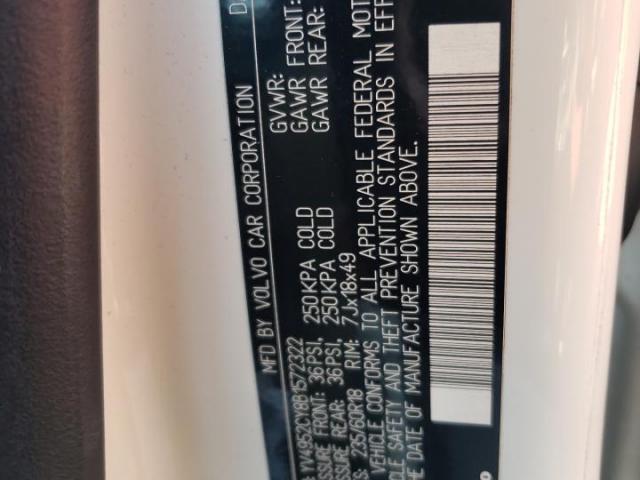 MFD BY VOLVO CAR CORPORATION D
GVWR:
GAWR FRONT:
GAWR REAR:
YV4952CY8B1572322
SSURE FRONT: 36PSI, 250KPA COLD
SSURE REAR: 36PSI, 250KPA COLD
S: 235/60R18 RIM: 7Jx18x49
VEHICLE CONFORMS TO ALL APPLICABLE FEDERAL MOT
CLE SAFETY AND THEFT PREVENTION STANDARDS IN EFF
HE DATE OF MANUFACTURE SHOWN ABOVE.